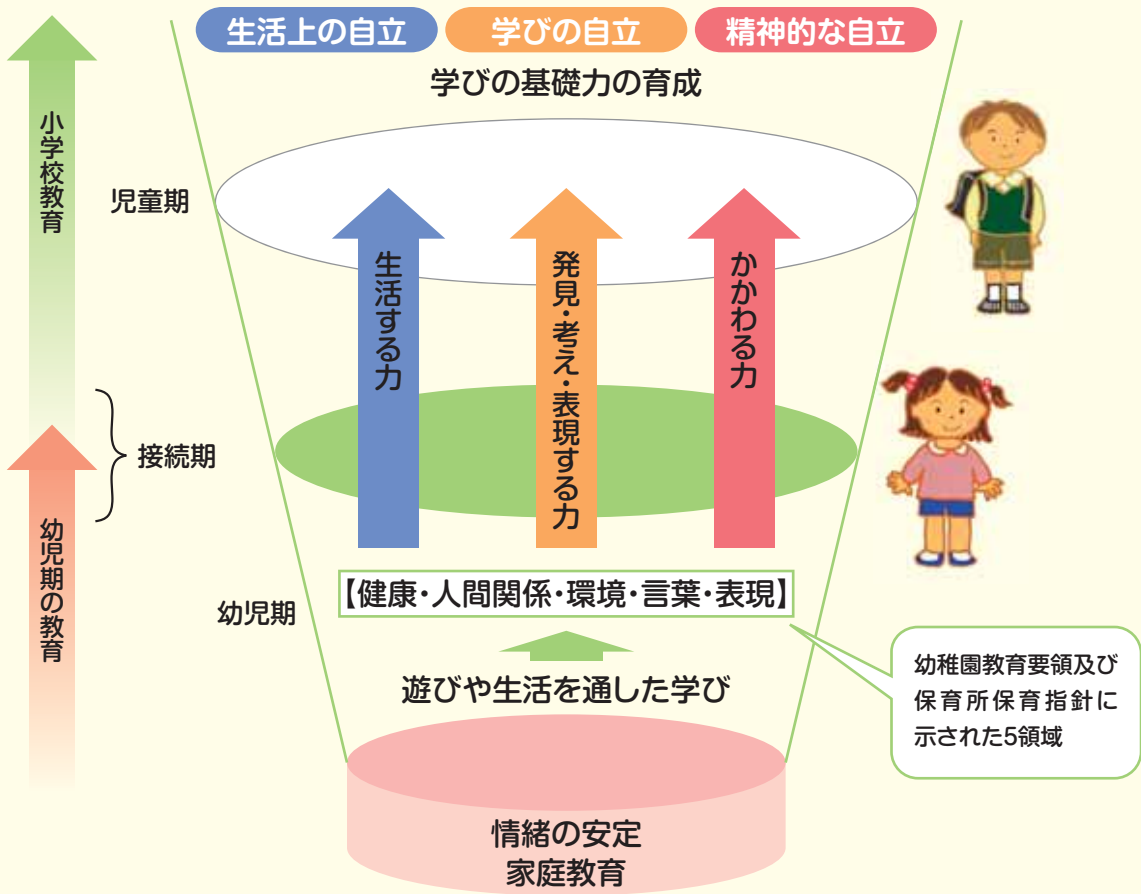 生活上の自立
学びの自立
精神的な自立
学びの基礎力の育成
小学校教育
児童期
生活する力
発見・考え・表現する力
かかわる力
接続期
幼児期の教育
幼児期
【健康・人間関係・環境・言葉・表現】
遊びや生活を通した学び
幼稚園教育要領及び
保育所保育指針に
示された5領域
情緒の安定
家庭教育